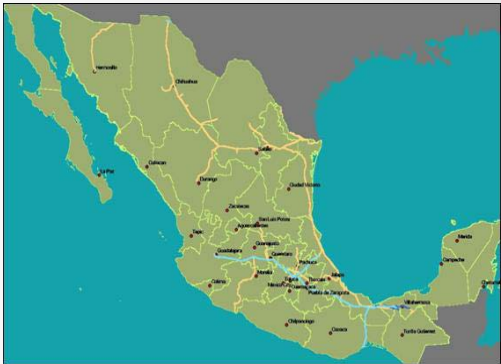 Hermosillo
Chihuahua
La Paz
Culiacan
Saltillo
Durango
Ciudad Victoria
Zacatecas
San Luis Potosi
Aguascalientes
Tepic
Guadalajara
Guanajuato
Queretaro
Pachuca
Colima
Morelia
Toluca
Tlaxcala
Jalapa
Cuernavaca
Puebla de Zaragoza
Chilpancingo
Oaxaca
Villahermosa
Tuxtla Gutierrez
Campeche
Merida